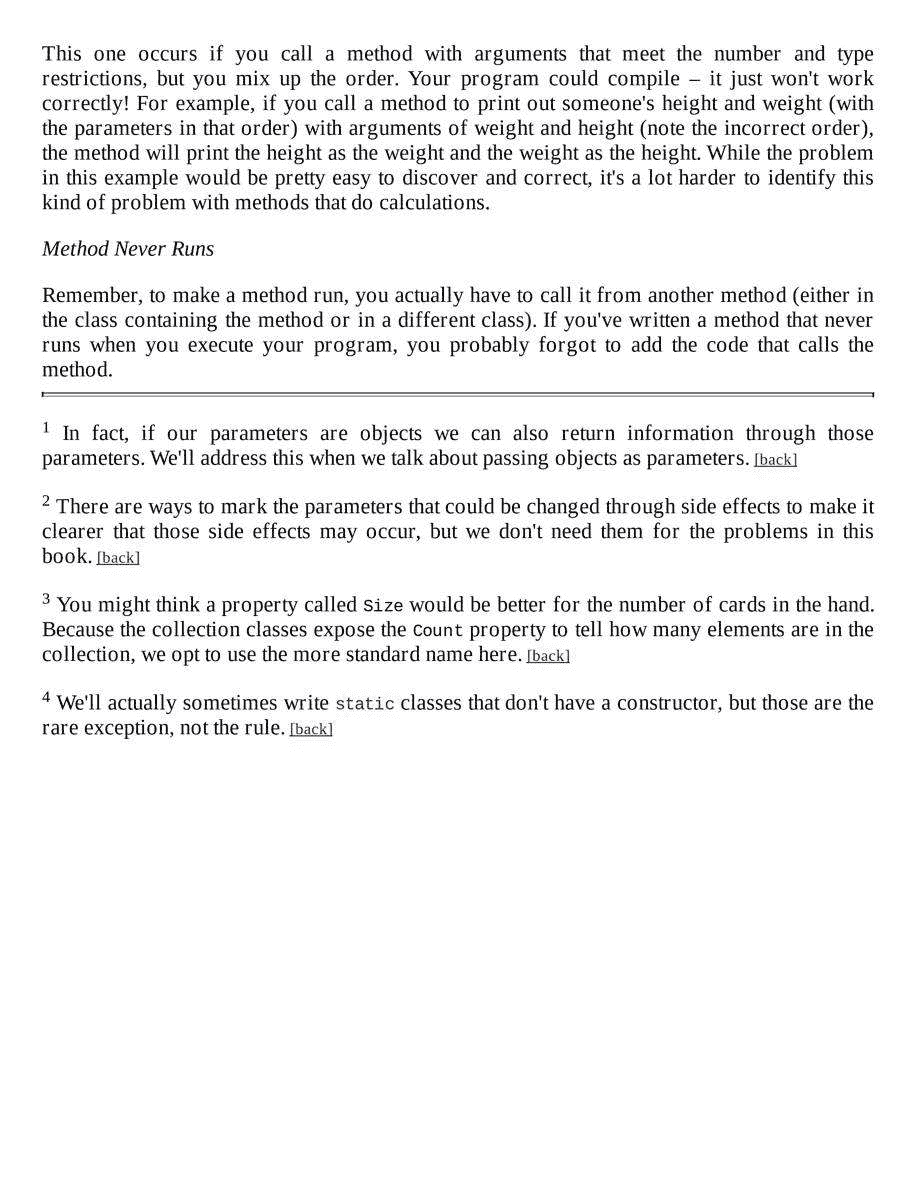 This one occurs if you call a method with arguments that meet the number and type
restrictions, but you mix up the order. Your program could compile – it just won't work
correctly! For example, if you call a method to print out someone's height and weight (with
the parameters in that order) with arguments of weight and height (note the incorrect order),
the method will print the height as the weight and the weight as the height. While the problem
in this example would be pretty easy to discover and correct, it's a lot harder to identify this
kind of problem with methods that do calculations.
Method Never Runs
Remember, to make a method run, you actually have to call it from another method (either in
the class containing the method or in a different class). If you've written a method that never
runs when you execute your program, you probably forgot to add the code that calls the
method.
1 In fact, if our parameters are objects we can also return information through those
parameters. We'll address this when we talk about passing objects as parameters. [back]
2 There are ways to mark the parameters that could be changed through side effects to make it
clearer that those side effects may occur, but we don't need them for the problems in this
book. [back]
3 You might think a property called Size would be better for the number of cards in the hand.
Because the collection classes expose the Count property to tell how many elements are in the
collection, we opt to use the more standard name here. [back]
4 We'll actually sometimes write static classes that don't have a constructor, but those are the
rare exception, not the rule. [back]